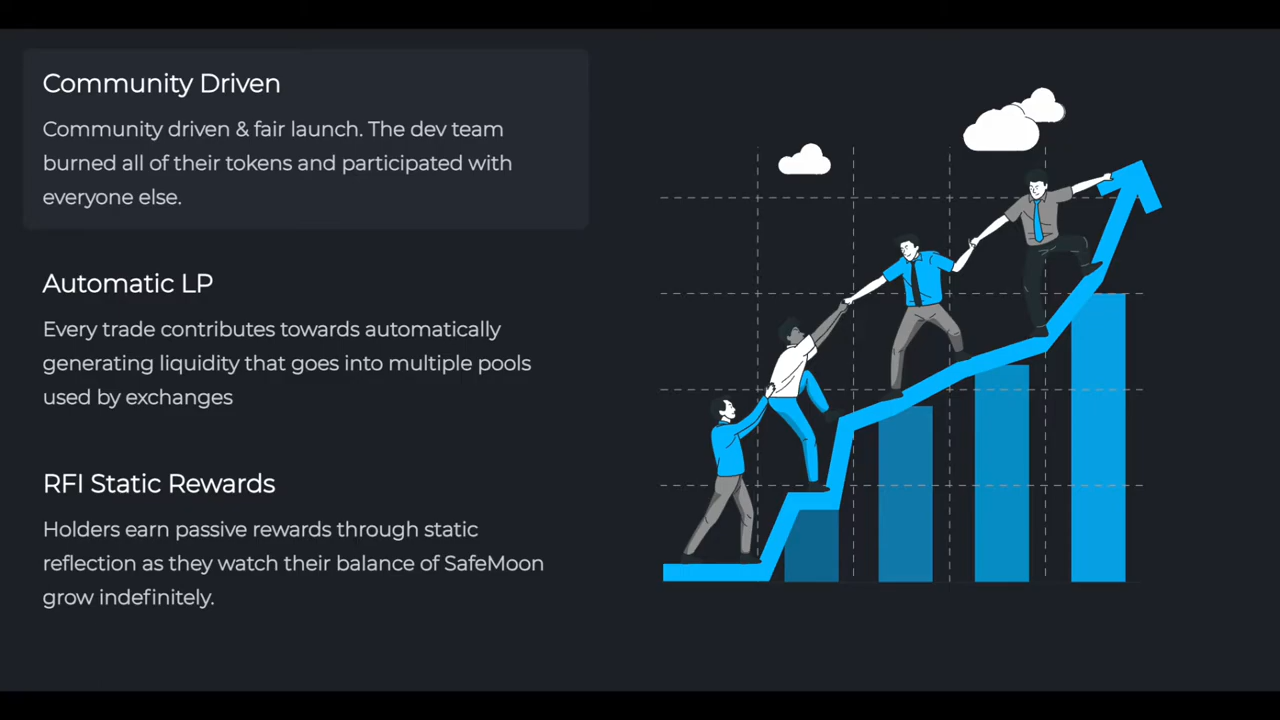 Community Driven
Community driven & fair launch. The dev team
burned all of their tokens and participated with
everyone else.
Automatic LP
Every trade contributes towards automatically
generating liquidity that goes into multiple pools
used by exchanges
RFI Static Rewards
Holders earn passive rewards through static
reflection as they watch their balance of SafeMoon
grow indefinitely.